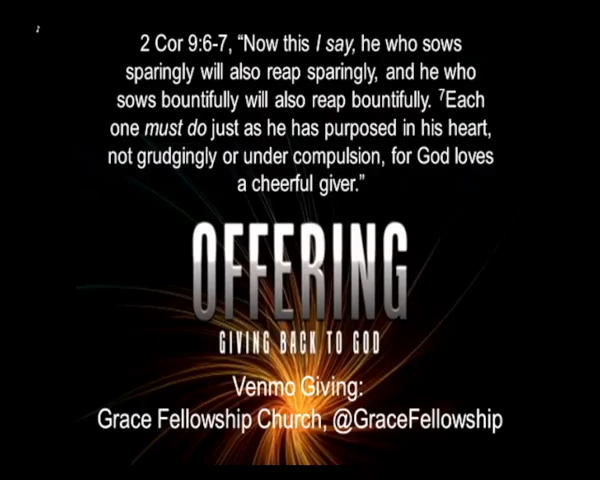 2 Cor 9:6-7, “Now this I say, he who sows
sparingly will also reap sparingly, and he who
sows bountifully will also reap bountifully. ⁷Each
one must do just as he has purposed in his heart,
not grudgingly or under compulsion, for God loves
a cheerful giver.”
OFFERING
GIVING BACK TO GOD
Venmo Giving:
Grace Fellowship Church, @GraceFellowship